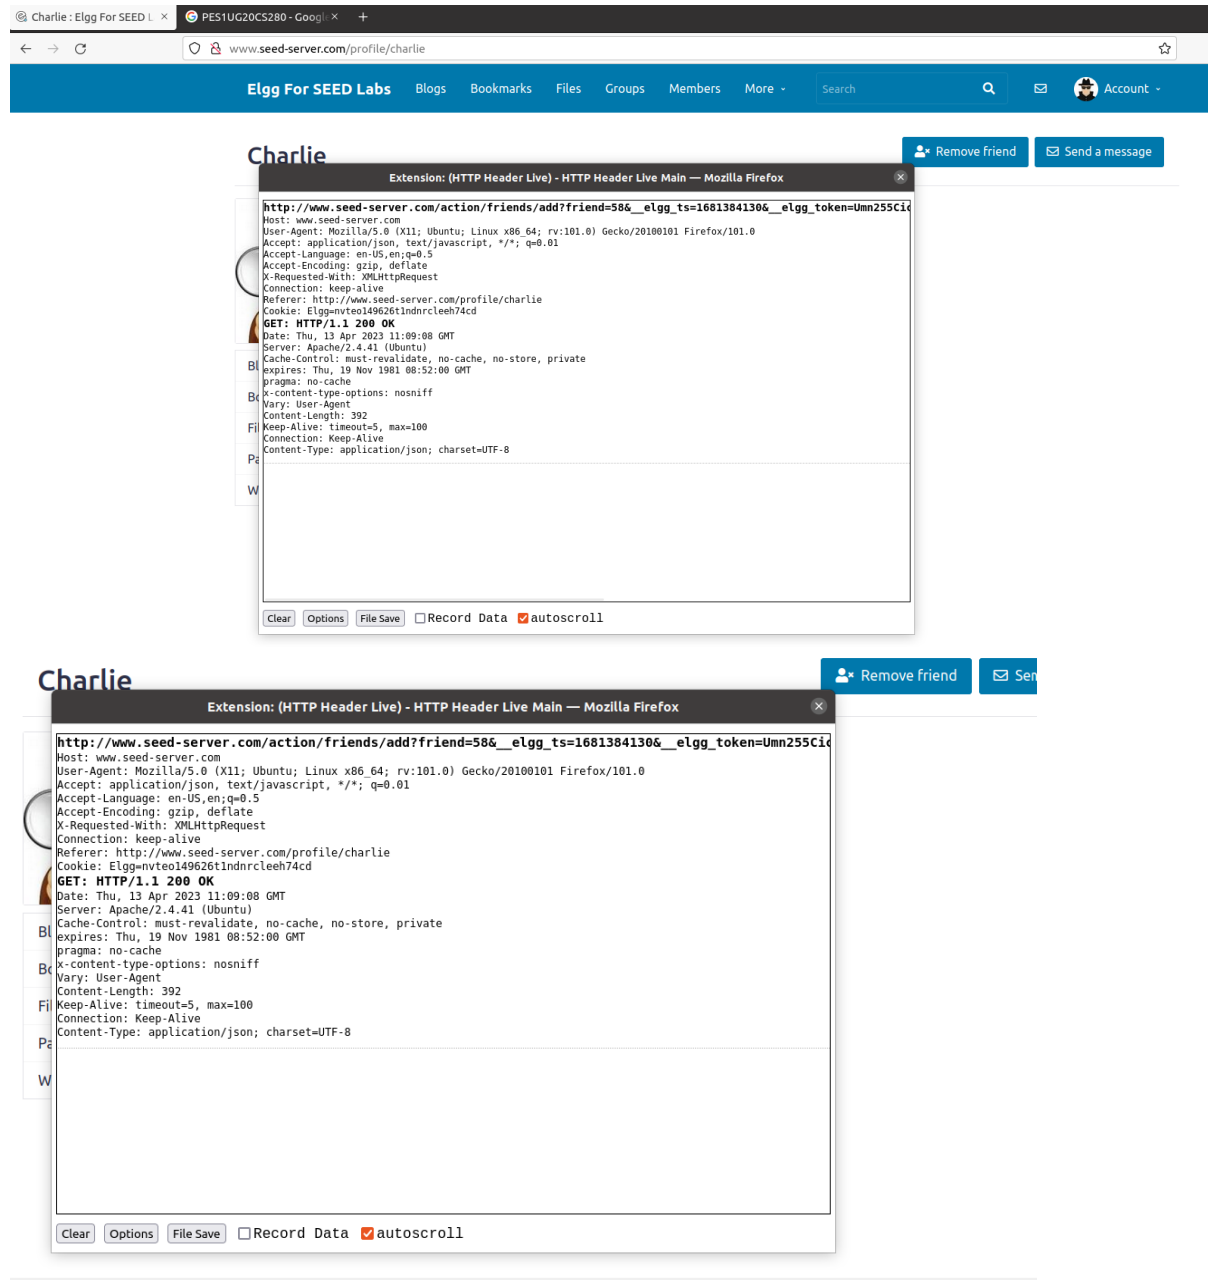 Charlie : Elgg For SEED L × PES1UG20CS280 - Googl × +
www.seed-server.com/profile/charlie
Elgg For SEED Labs Blogs Bookmarks Files Groups Members More Search Account
Charlie Remove friend Send a message
Extension: (HTTP Header Live) - HTTP Header Live Main — Mozilla Firefox
http://www.seed-server.com/action/friends/add?friend=58&__elgg_ts=1681384130&__elgg_token=Umn255Cic
Host: www.seed-server.com
User-Agent: Mozilla/5.0 (X11; Ubuntu; Linux x86_64; rv:101.0) Gecko/20100101 Firefox/101.0
Accept: application/json, text/javascript, */*; q=0.01
Accept-Language: en-US,en;q=0.5
Accept-Encoding: gzip, deflate
X-Requested-With: XMLHttpRequest
Connection: keep-alive
Referer: http://www.seed-server.com/profile/charlie
Cookie: Elgg=nvteo149626t1ndnrcleeh74cd
GET: HTTP/1.1 200 OK
Date: Thu, 13 Apr 2023 11:09:08 GMT
Server: Apache/2.4.41 (Ubuntu)
Cache-Control: must-revalidate, no-cache, no-store, private
expires: Thu, 19 Nov 1981 08:52:00 GMT
pragma: no-cache
x-content-type-options: nosniff
Vary: User-Agent
Content-Length: 392
Keep-Alive: timeout=5, max=100
Connection: Keep-Alive
Content-Type: application/json; charset=UTF-8
Bl
Bo
Fil
Pa
W
Clear Options File Save Record Data autoscroll
Charlie Remove friend Sen
Extension: (HTTP Header Live) - HTTP Header Live Main — Mozilla Firefox
http://www.seed-server.com/action/friends/add?friend=58&__elgg_ts=1681384130&__elgg_token=Umn255Cic
Host: www.seed-server.com
User-Agent: Mozilla/5.0 (X11; Ubuntu; Linux x86_64; rv:101.0) Gecko/20100101 Firefox/101.0
Accept: application/json, text/javascript, */*; q=0.01
Accept-Language: en-US,en;q=0.5
Accept-Encoding: gzip, deflate
X-Requested-With: XMLHttpRequest
Connection: keep-alive
Referer: http://www.seed-server.com/profile/charlie
Cookie: Elgg=nvteo149626t1ndnrcleeh74cd
GET: HTTP/1.1 200 OK
Date: Thu, 13 Apr 2023 11:09:08 GMT
Server: Apache/2.4.41 (Ubuntu)
Cache-Control: must-revalidate, no-cache, no-store, private
expires: Thu, 19 Nov 1981 08:52:00 GMT
pragma: no-cache
x-content-type-options: nosniff
Vary: User-Agent
Content-Length: 392
Keep-Alive: timeout=5, max=100
Connection: Keep-Alive
Content-Type: application/json; charset=UTF-8
Bl
Bo
Fil
Pa
W
Clear Options File Save Record Data autoscroll